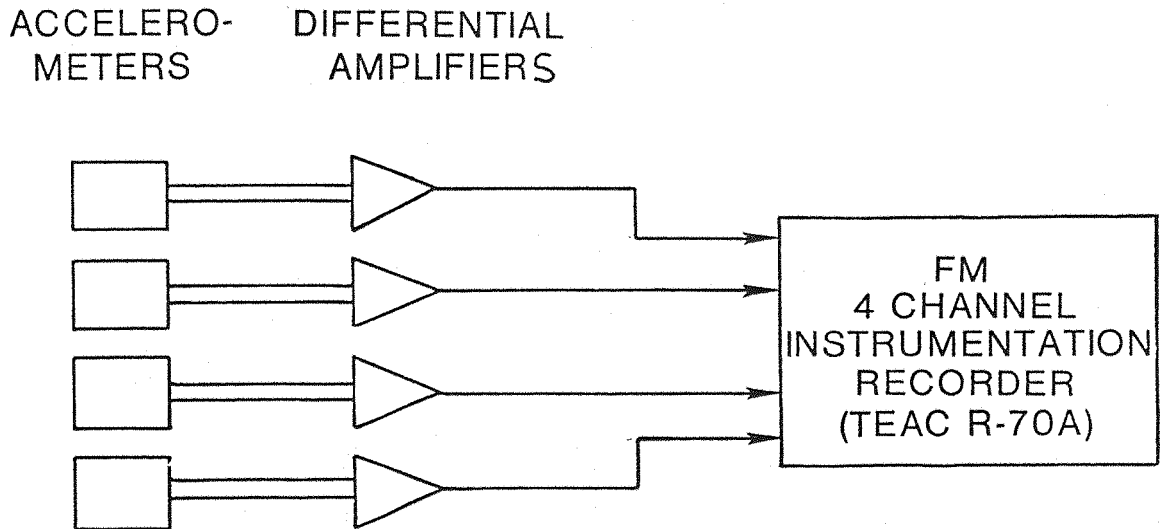 ACCELERO-
METERS
DIFFERENTIAL
AMPLIFIERS
FM
4 CHANNEL
INSTRUMENTATION
RECORDER
(TEAC R-70A)